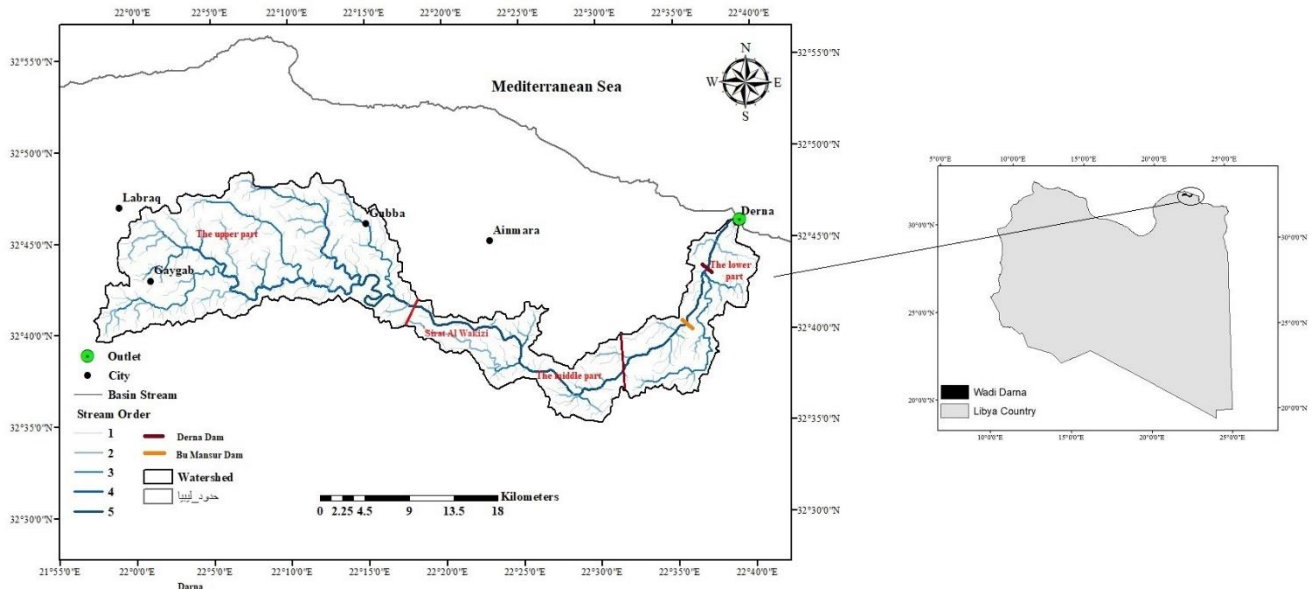 22°0'0"E 22°5'0"E 22°10'0"E 22°15'0"E 22°20'0"E 22°25'0"E 22°30'0"E 22°35'0"E 22°40'0"E
32°55'0"N
32°50'0"N
32°45'0"N
32°40'0"N
32°35'0"N
32°30'0"N
32°55'0"N
32°50'0"N
32°45'0"N
32°40'0"N
32°35'0"N
32°30'0"N
Mediterranean Sea
N
W E
S
Labraq
Gubba
Ainmara
Derna
The upper part
Gaygab
The lower
part
The middle part
Outlet
City
Basin Stream
Stream Order
1
2
3
4
5
Derna Dam
Bu Mansur Dam
Watershed
حدود_ليبيا
Kilometers
0 2.25 4.5 9 13.5 18
21°55'0"E 22°0'0"E 22°5'0"E 22°10'0"E 22°15'0"E 22°20'0"E 22°25'0"E 22°30'0"E 22°35'0"E 22°40'0"E
Darna
5°0'0"E 10°0'0"E 15°0'0"E 20°0'0"E 25°0'0"E
30°0'0"N
25°0'0"N
20°0'0"N
30°0'0"N
25°0'0"N
20°0'0"N
Wadi Darna
Libya Country
10°0'0"E 15°0'0"E 20°0'0"E 25°0'0"E